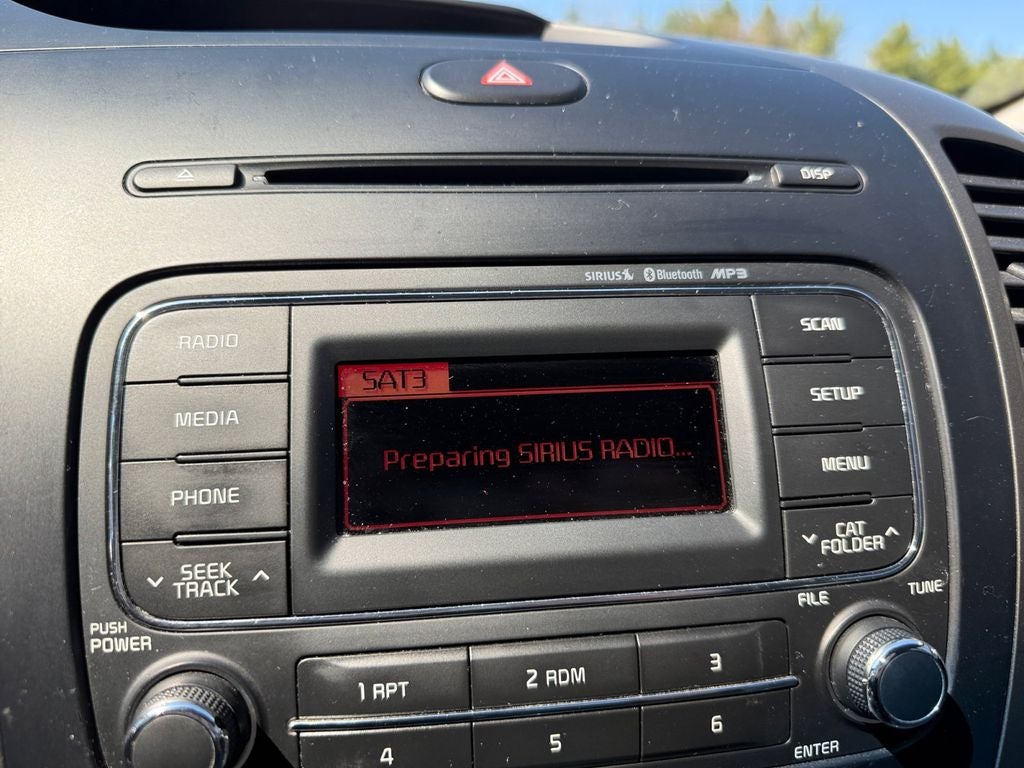 DISP
SIRIUS Bluetooth MP3
RADIO
MEDIA
PHONE
SEEK
TRACK
SAT3
Preparing SIRIUS RADIO...
SCAN
SETUP
MENU
CAT
FOLDER
PUSH
POWER
1 RPT
2 RDM
3
4
5
6
FILE
TUNE
ENTER